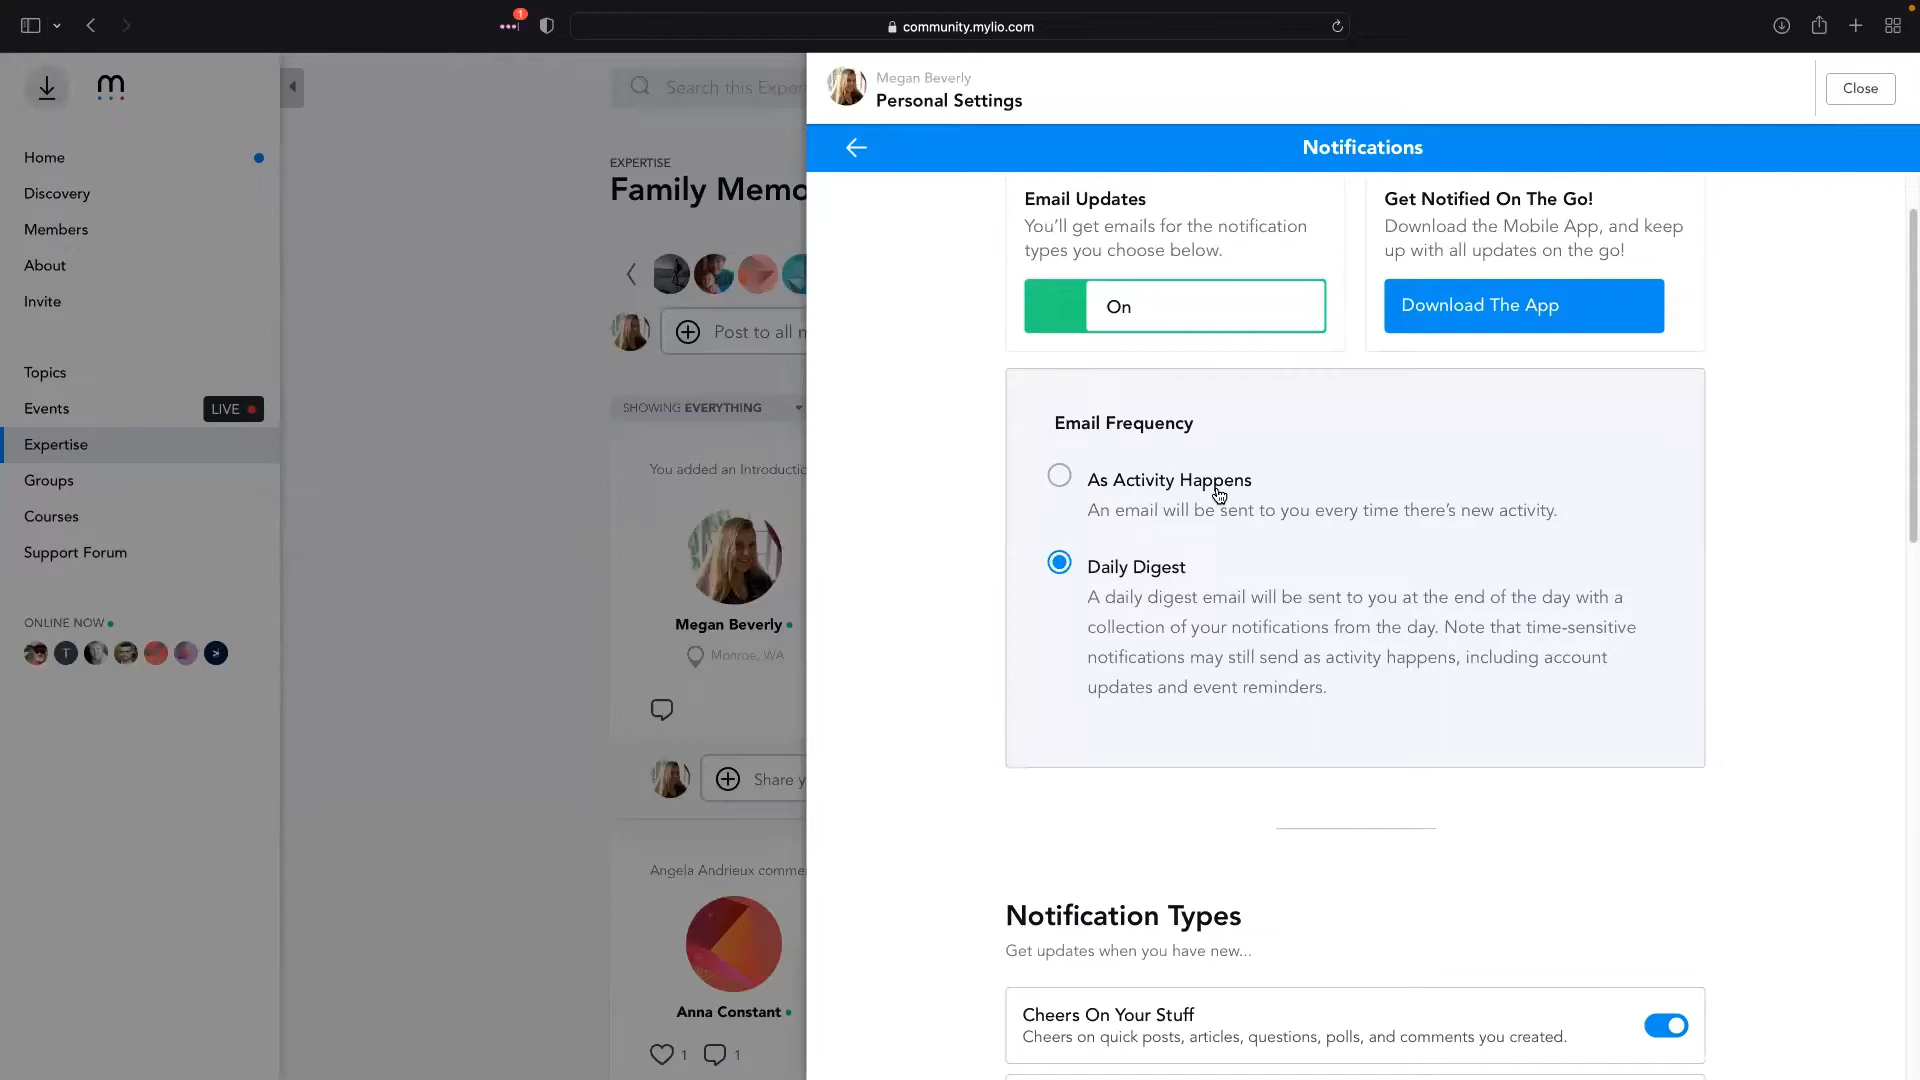 1
community.mylio.com
m
Home
Discovery
Members
About
Invite
Topics
Events
LIVE
Expertise
Groups
Courses
Support Forum
ONLINE NOW
T
Search this Exper
EXPERTISE
Family Memo
Post to all m
SHOWING EVERYTHING
You added an Introductio
Megan Beverly
Monroe, WA
Share y
Angela Andrieux comme
Anna Constant
1
1
Megan Beverly
Personal Settings
Close
Notifications
Email Updates
You'll get emails for the notification
types you choose below.
On
Get Notified On The Go!
Download the Mobile App, and keep
up with all updates on the go!
Download The App
Email Frequency
As Activity Happens
An email will be sent to you every time there's new activity.
Daily Digest
A daily digest email will be sent to you at the end of the day with a
collection of your notifications from the day. Note that time-sensitive
notifications may still send as activity happens, including account
updates and event reminders.
Notification Types
Get updates when you have new...
Cheers On Your Stuff
Cheers on quick posts, articles, questions, polls, and comments you created.